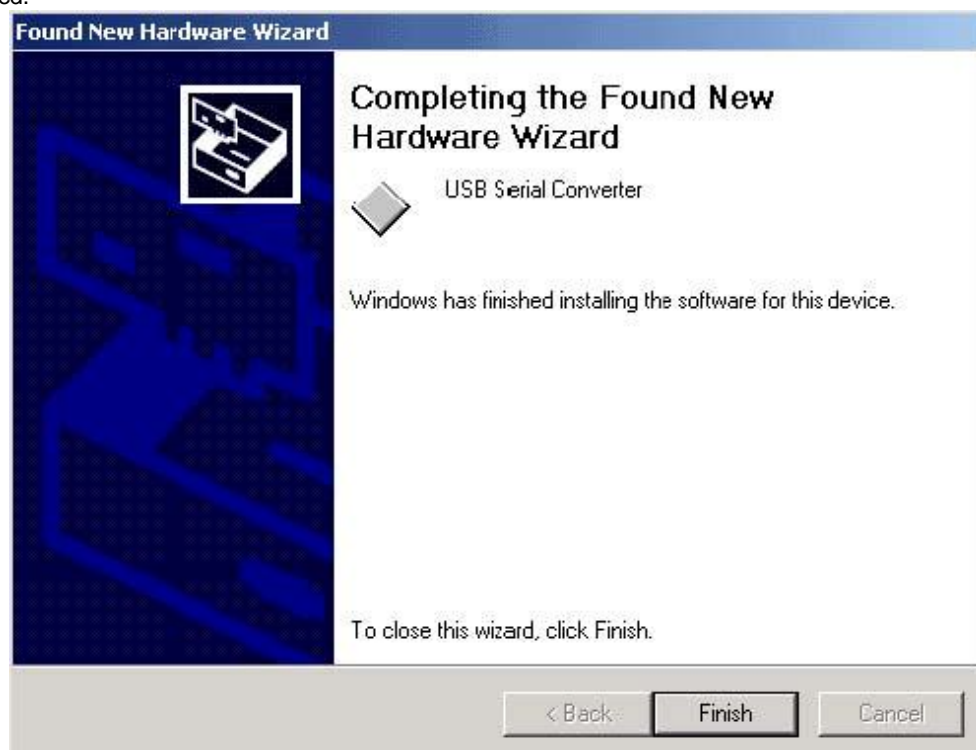 Found New Hardware Wizard
Completing the Found New
Hardware Wizard
USB Serial Converter
Windows has finished installing the software for this device.
To close this wizard, click Finish.
< Back
Finish
Cancel